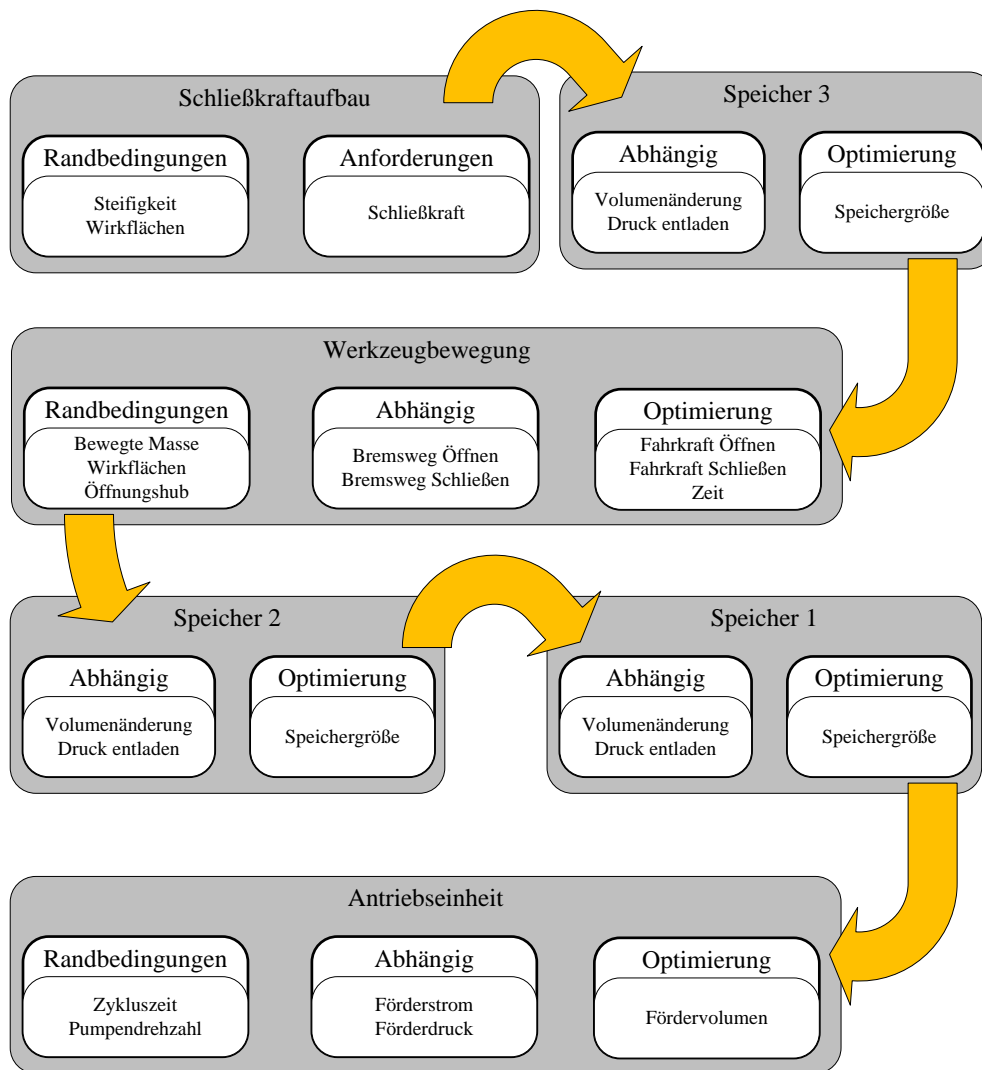 Schließkraftaufbau
Randbedingungen
Steifigkeit
Wirkflächen
Anforderungen
Schließkraft
Speicher 3
Abhängig
Volumenänderung
Druck entladen
Optimierung
Speichergröße
Werkzeugbewegung
Randbedingungen
Bewegte Masse
Wirkflächen
Öffnungshub
Abhängig
Bremsweg Öffnen
Bremsweg Schließen
Optimierung
Fahrkraft Öffnen
Fahrkraft Schließen
Zeit
Speicher 2
Abhängig
Volumenänderung
Druck entladen
Optimierung
Speichergröße
Speicher 1
Abhängig
Volumenänderung
Druck entladen
Optimierung
Speichergröße
Antriebseinheit
Randbedingungen
Zykluszeit
Pumpendrehzahl
Abhängig
Förderstrom
Förderdruck
Optimierung
Fördervolumen